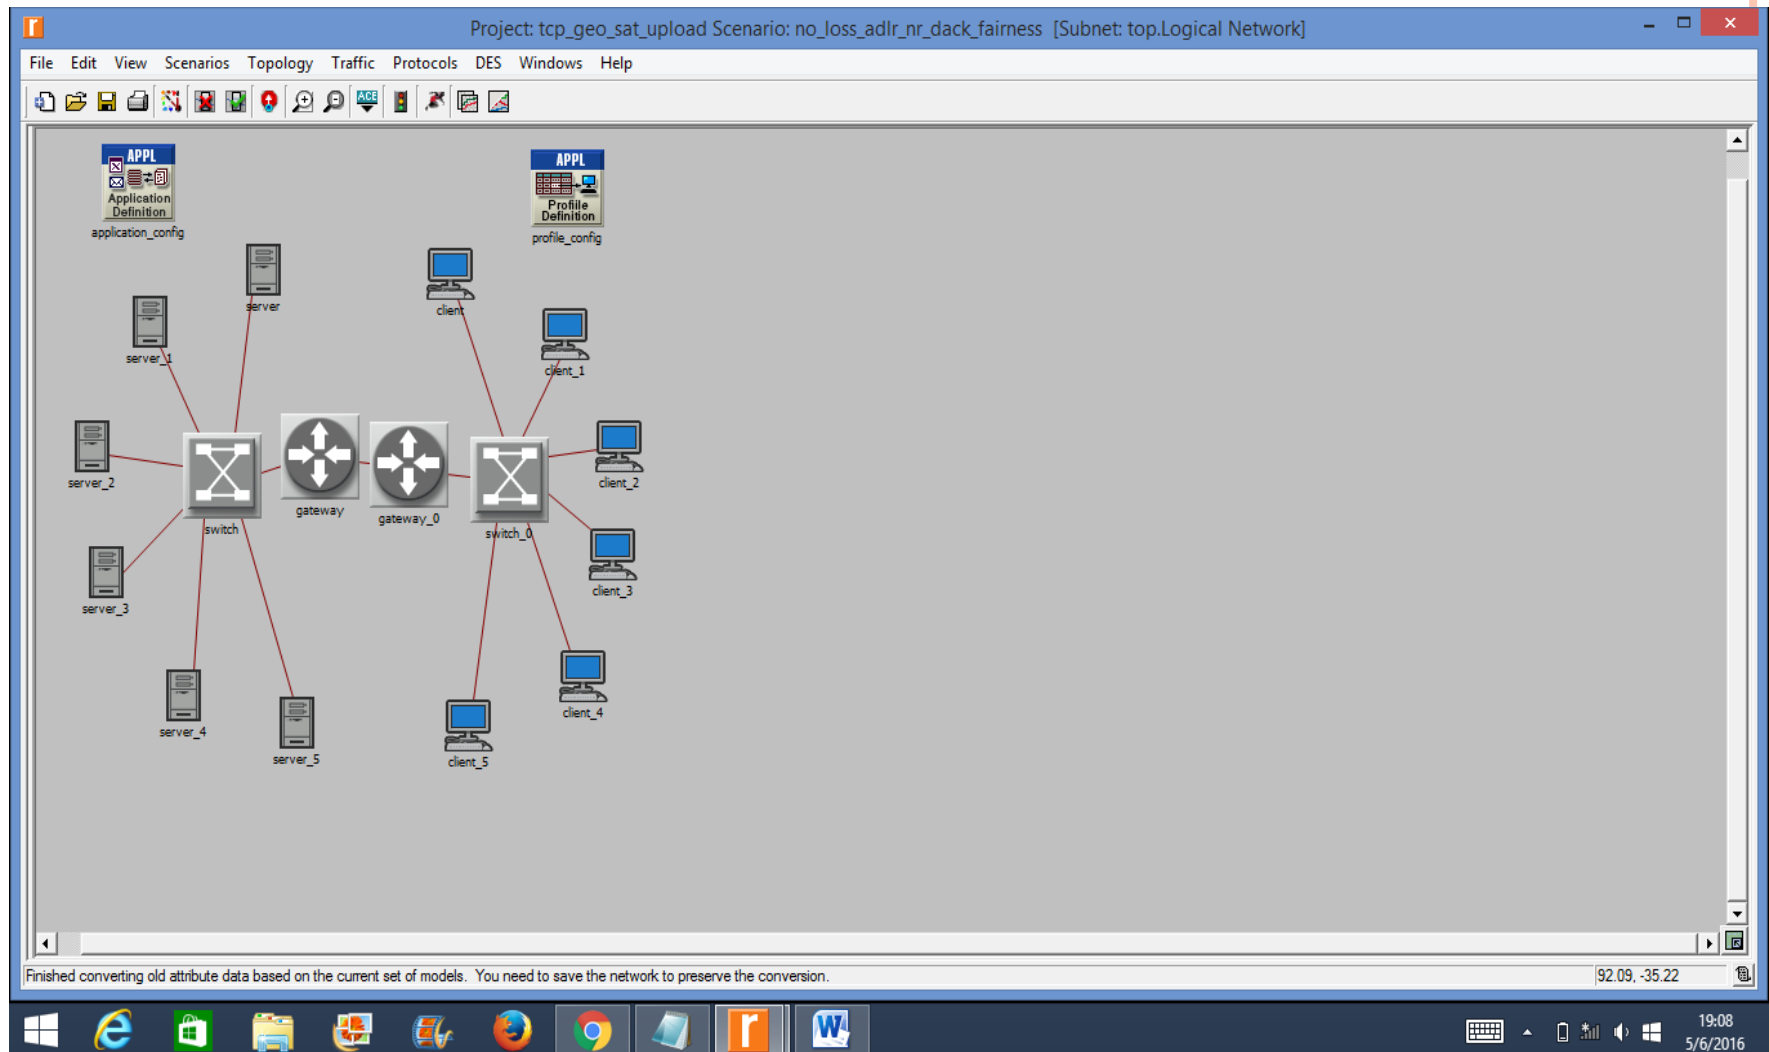 Project: tcp_geo_sat_upload Scenario: no_loss_adlr_nr_dack_fairness [Subnet: top.Logical Network]
File Edit View Scenarios Topology Traffic Protocols DES Windows Help
ACE
APPL
Application
Definition
application_config
APPL
Profile
Definition
profile_config
server
client
server_1
client_1
server_2
client_2
gateway
gateway_0
switch
switch_0
server_3
client_3
server_4
client_4
server_5
client_5
Finished converting old attribute data based on the current set of models. You need to save the network to preserve the conversion.
92.09, -35.22
19:08
5/6/2016